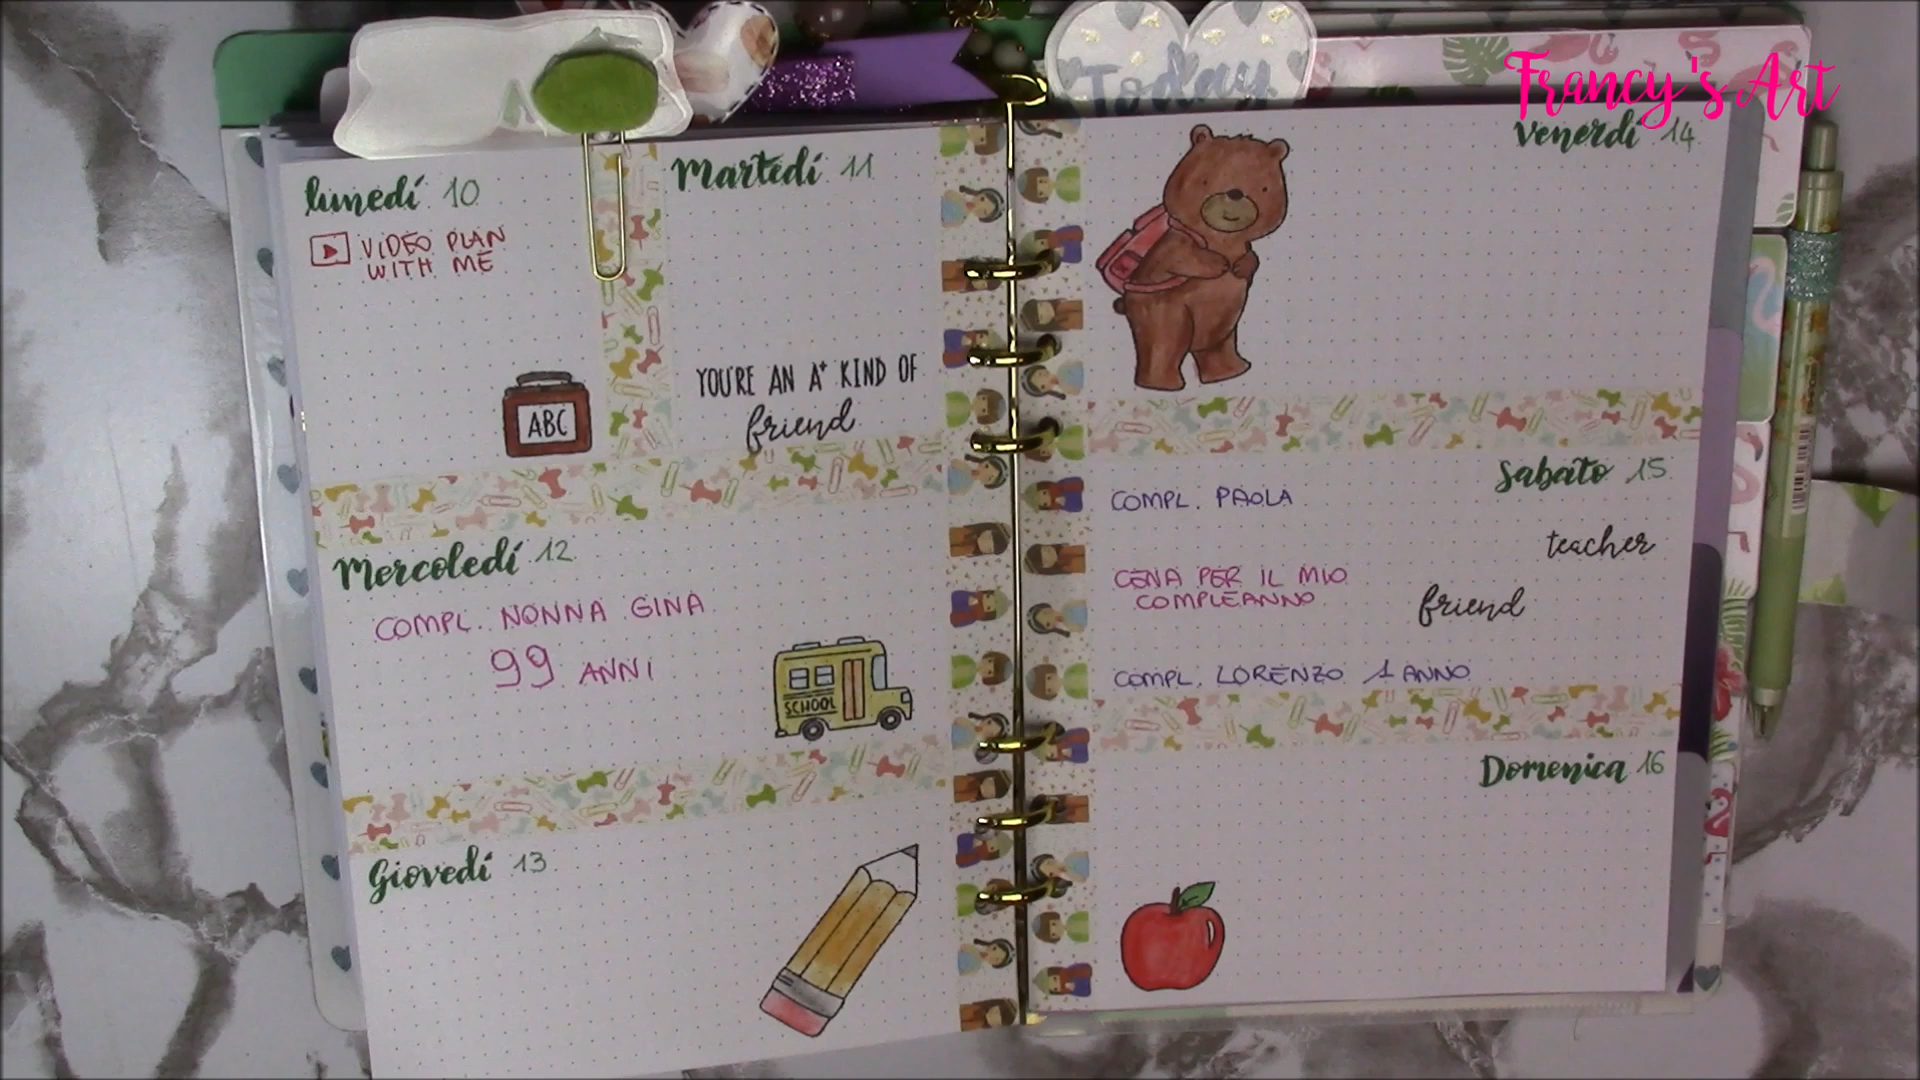 Today
Francy's Art
lunedí 10
VIDEO PLAN
WITH ME
ABC
Martedí 11
YOU'RE AN A+ KIND OF
friend
Mercoledí 12
COMPL. NONNA GINA
99 ANNI
SCHOOL
Giovedí 13
Venerdí 14
Sabato 15
COMPL. PAOLA
teacher
CENA PER IL MIO
COMPLEANNO
friend
COMPL. LORENZO 1 ANNO
Domenica 16